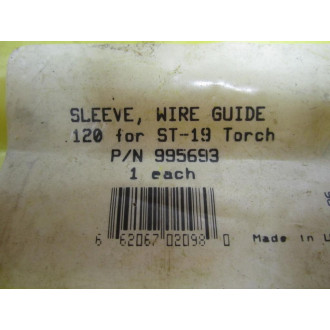 SLEEVE, WIRE GUIDE
.120 for ST-19 Torch
P/N 995693
1 each
6 62067 02098 0
Made in U